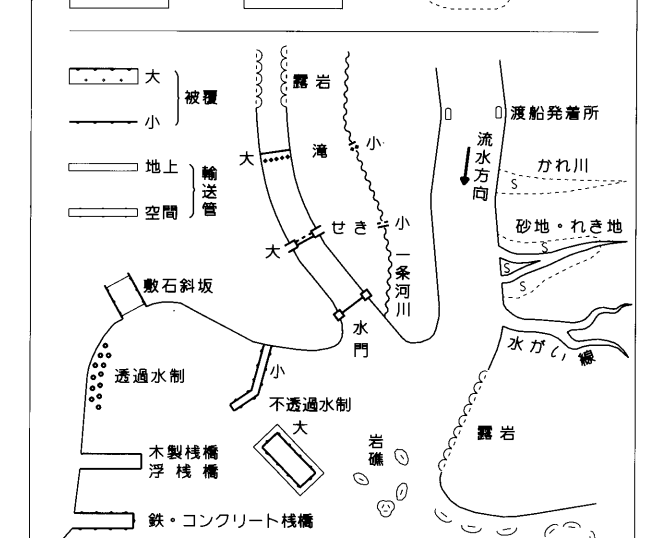 大
被覆
小
地上
輸送管
空間
露岩
小
大
滝
渡船発着所
流水方向
かれ川
S
砂地・れき地
S
S
S
せき
小
大
一条河川
敷石斜坂
水門
水がい線
透過水制
小
不透過水制
大
露岩
岩礁
木製桟橋
浮桟橋
鉄・コンクリート桟橋